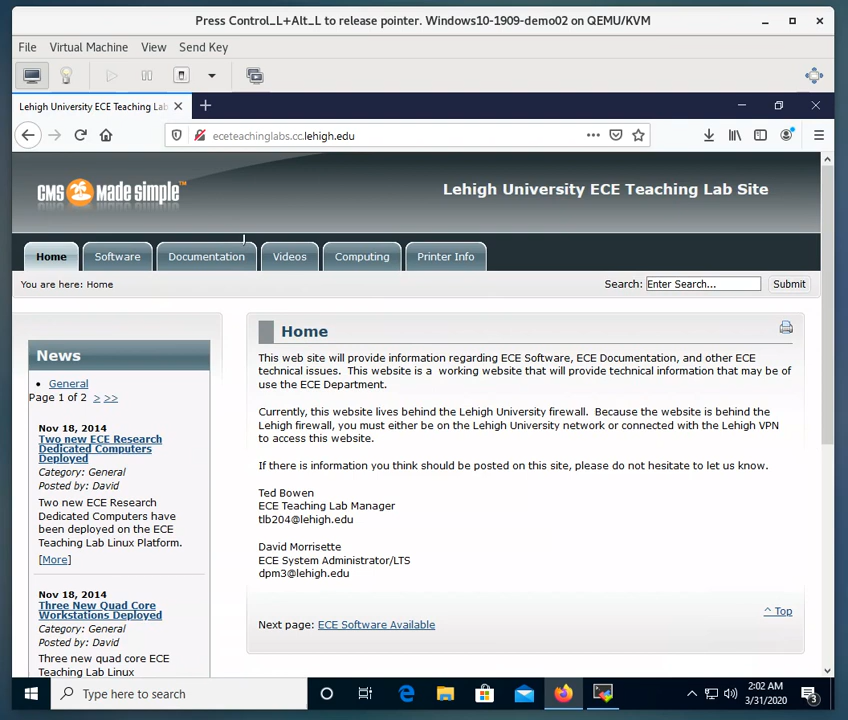 Press Control_L+Alt_L to release pointer. Windows10-1909-demo02 on QEMU/KVM
File Virtual Machine View Send Key
Lehigh University ECE Teaching Lab
eceteachinglabs.cc.lehigh.edu
CMS made simple™
Lehigh University ECE Teaching Lab Site
Home Software Documentation Videos Computing Printer Info
You are here: Home
Search: Enter Search... Submit
News
General
Page 1 of 2 > >>
Nov 18, 2014
Two new ECE Research
Dedicated Computers
Deployed
Category: General
Posted by: David
Two new ECE Research
Dedicated Computers have
been deployed on the ECE
Teaching Lab Linux Platform.
[More]
Nov 18, 2014
Three New Quad Core
Workstations Deployed
Category: General
Posted by: David
Three new quad core ECE
Teaching Lab Linux
Home
This web site will provide information regarding ECE Software, ECE Documentation, and other ECE
technical issues. This website is a working website that will provide technical information that may be of
use the ECE Department.
Currently, this website lives behind the Lehigh University firewall. Because the website is behind the
Lehigh firewall, you must either be on the Lehigh University network or connected with the Lehigh VPN
to access this website.
If there is information you think should be posted on this site, please do not hesitate to let us know.
Ted Bowen
ECE Teaching Lab Manager
tlb204@lehigh.edu
David Morrisette
ECE System Administrator/LTS
dpm3@lehigh.edu
^ Top
Next page: ECE Software Available
Type here to search
2:02 AM
3/31/2020
3